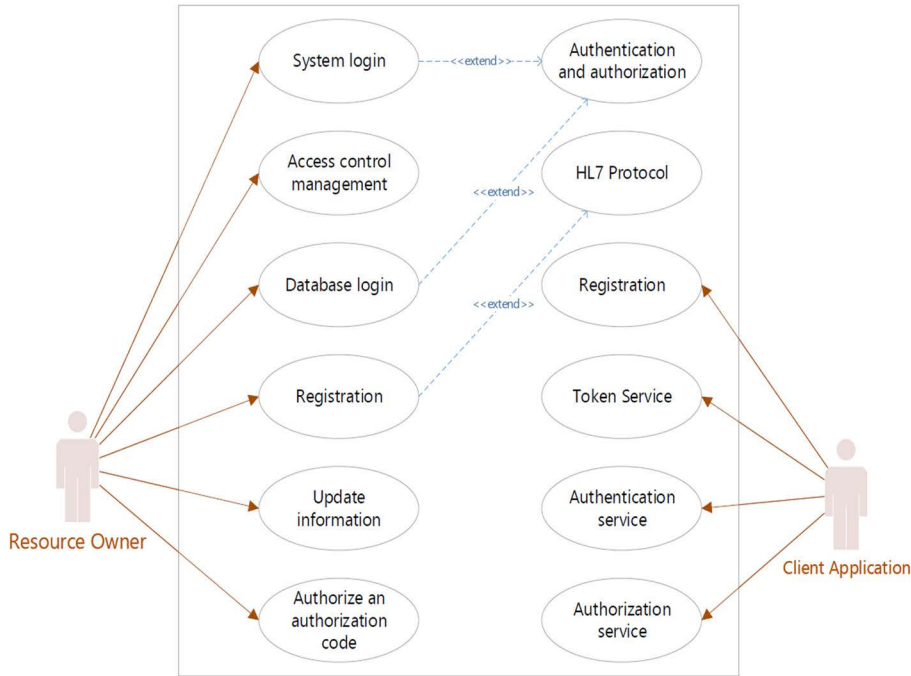 System login
<<extend>>
Authentication
and authorization
Access control
management
<<extend>>
HL7 Protocol
Database login
<<extend>>
Registration
Registration
Token Service
Update
information
Authentication
service
Resource Owner
Client Application
Authorize an
authorization
code
Authorization
service